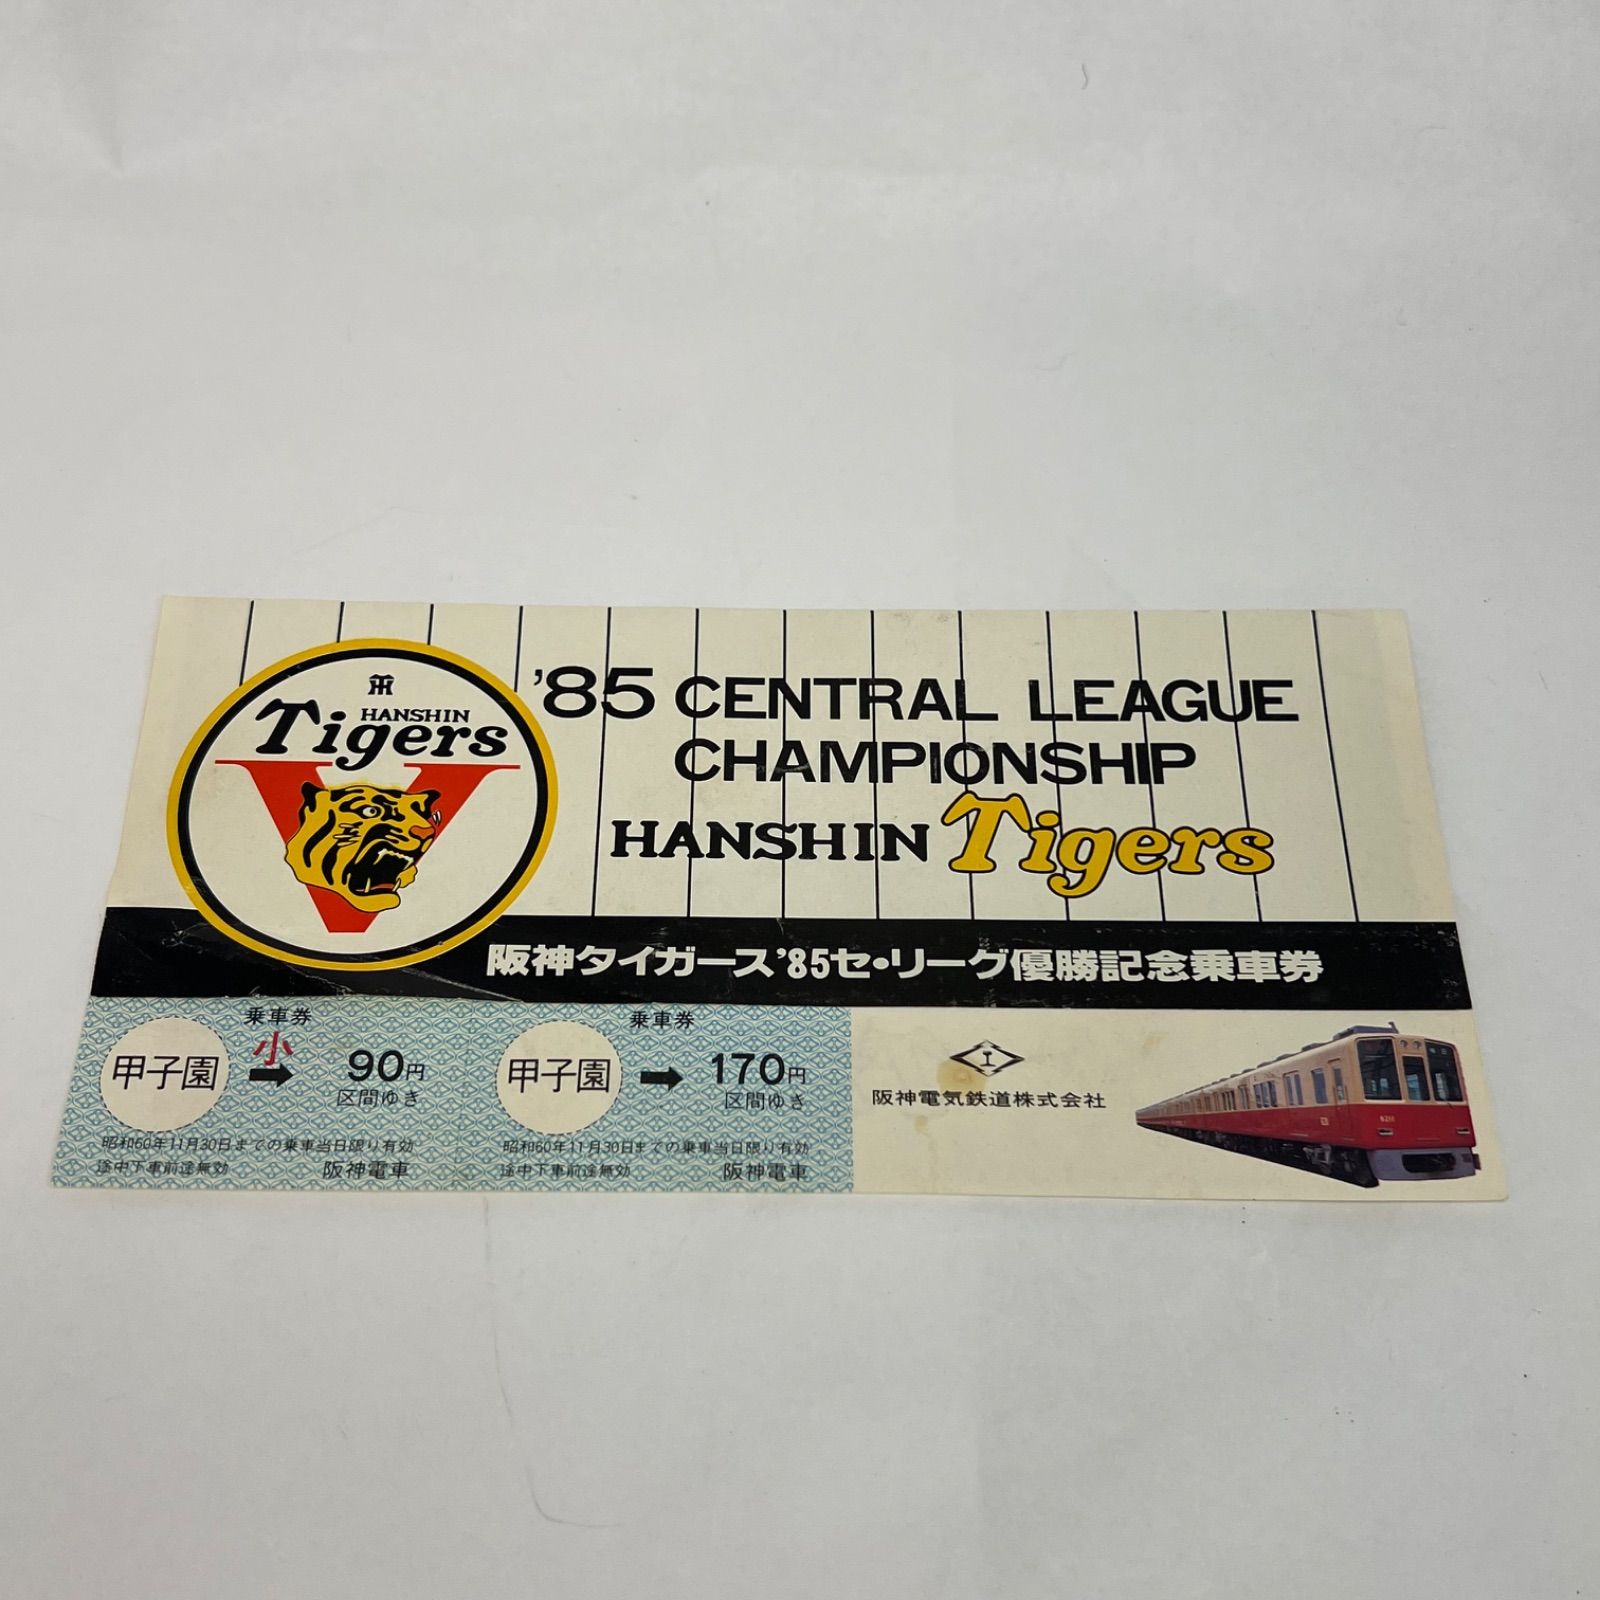 HANSHIN
Tigers
'85 CENTRAL LEAGUE
CHAMPIONSHIP
HANSHIN Tigers
阪神タイガース'85セ・リーグ優勝記念乗車券
乗車券
小
甲子園 → 90円
区間ゆき
昭和60年11月30日までの乗車当日限り有効
途中下車前途無効 阪神電車
乗車券
甲子園 → 170円
区間ゆき
昭和60年11月30日までの乗車当日限り有効
途中下車前途無効 阪神電車
阪神電気鉄道株式会社